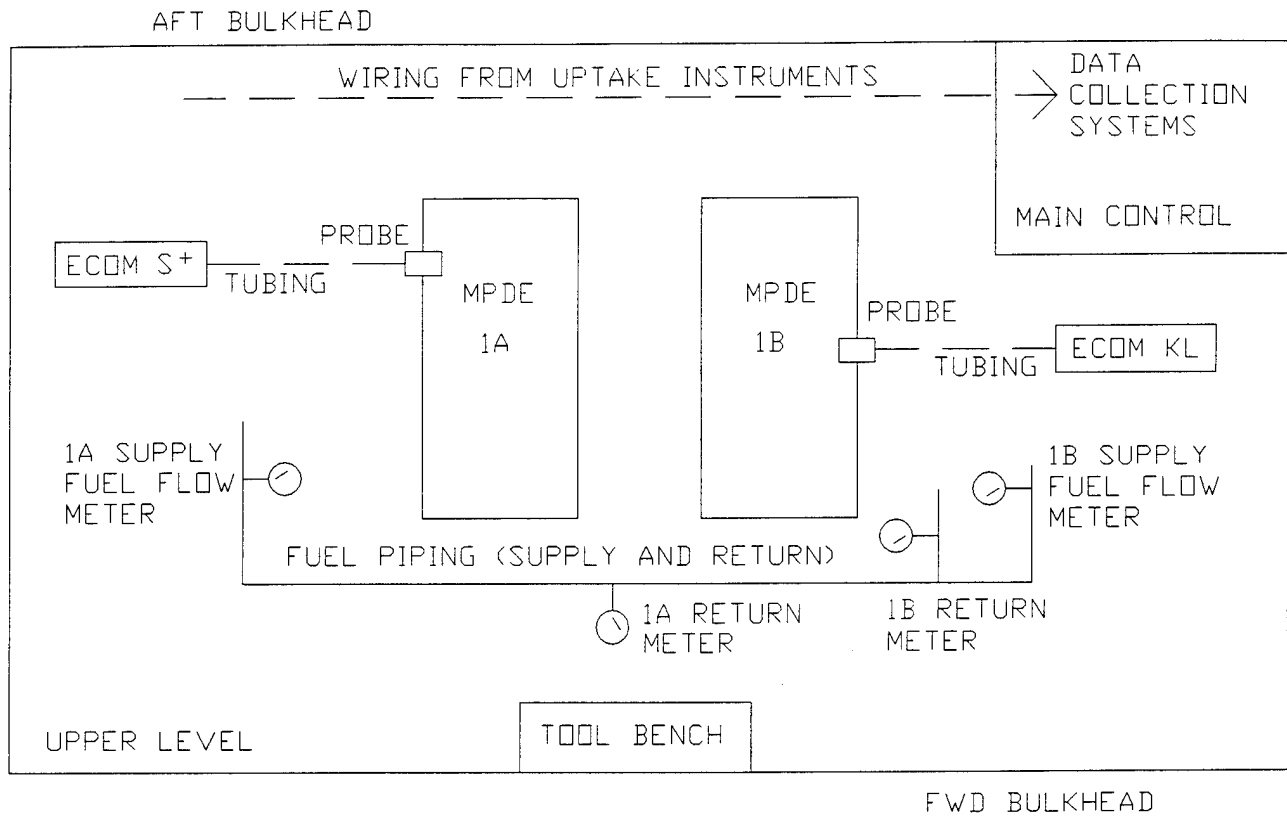 AFT BULKHEAD
WIRING FROM UPTAKE INSTRUMENTS
DATA
COLLECTION
SYSTEMS
MAIN CONTROL
ECOM S+
TUBING
PROBE
MPDE
1A
MPDE
1B
PROBE
TUBING
ECOM KL
1A SUPPLY
FUEL FLOW
METER
1B SUPPLY
FUEL FLOW
METER
FUEL PIPING (SUPPLY AND RETURN)
1A RETURN
METER
1B RETURN
METER
UPPER LEVEL
TOOL BENCH
FWD BULKHEAD